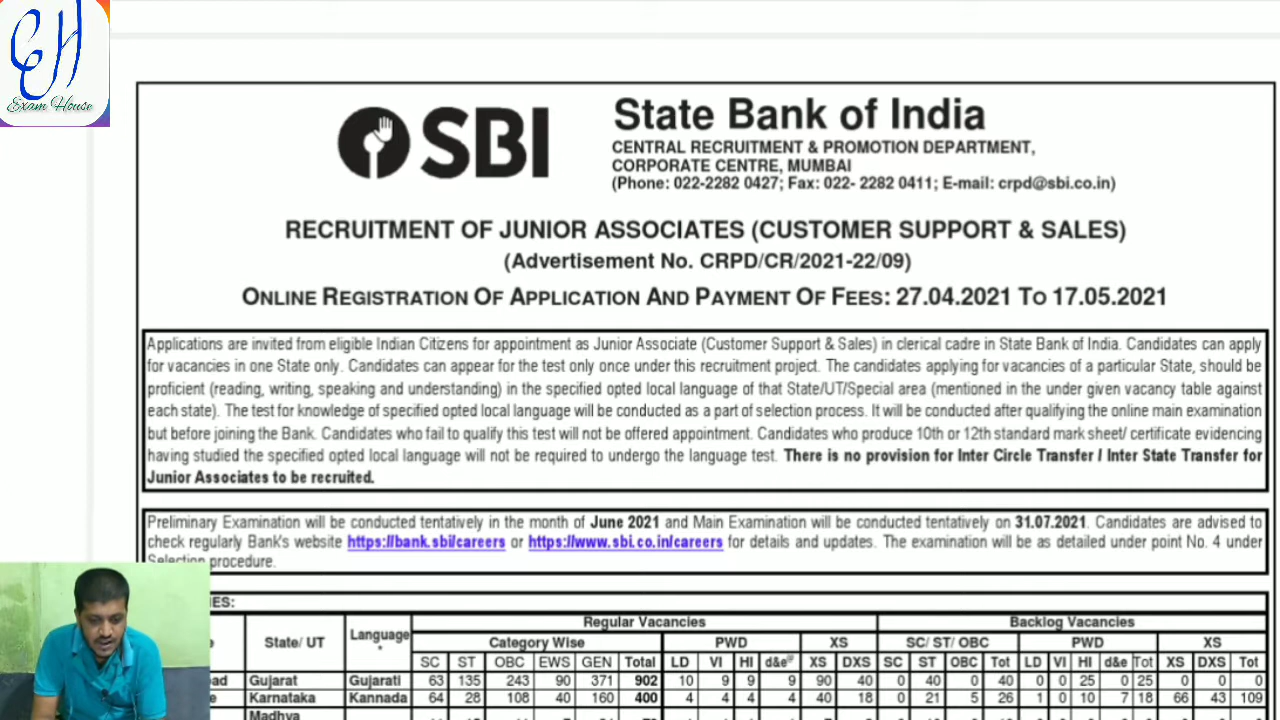 CEH
Exam House
SBI
State Bank of India
CENTRAL RECRUITMENT & PROMOTION DEPARTMENT,
CORPORATE CENTRE, MUMBAI
(Phone: 022-2282 0427; Fax: 022- 2282 0411; E-mail: crpd@sbi.co.in)
RECRUITMENT OF JUNIOR ASSOCIATES (CUSTOMER SUPPORT & SALES)
(Advertisement No. CRPD/CR/2021-22/09)
ONLINE REGISTRATION OF APPLICATION AND PAYMENT OF FEES: 27.04.2021 TO 17.05.2021
Applications are invited from eligible Indian Citizens for appointment as Junior Associate (Customer Support & Sales) in clerical cadre in State Bank of India. Candidates can apply
for vacancies in one State only. Candidates can appear for the test only once under this recruitment project. The candidates applying for vacancies of a particular State, should be
proficient (reading, writing, speaking and understanding) in the specified opted local language of that State/UT/Special area (mentioned in the under given vacancy table against
each state). The test for knowledge of specified opted local language will be conducted as a part of selection process. It will be conducted after qualifying the online main examination
but before joining the Bank. Candidates who fail to qualify this test will not be offered appointment. Candidates who produce 10th or 12th standard mark sheet/ certificate evidencing
having studied the specified opted local language will not be required to undergo the language test. There is no provision for Inter Circle Transfer / Inter State Transfer for
Junior Associates to be recruited.
Preliminary Examination will be conducted tentatively in the month of June 2021 and Main Examination will be conducted tentatively on 31.07.2021. Candidates are advised to
check regularly Bank's website https://bank.sbi/careers or https://www.sbi.co.in/careers for details and updates. The examination will be as detailed under point No. 4 under
Selection procedure.
IES:
Regular Vacancies Backlog Vacancies
State/ UT Language * Category Wise PWD XS SC/ ST/ OBC PWD XS
SC ST OBC EWS GEN Total LD VI HI d&e XS DXS SC ST OBC Tot LD VI HI d&e Tot XS DXS Tot
ad Gujarat Gujarati 63 135 243 90 371 902 10 9 9 9 90 40 0 40 0 40 0 0 25 0 25 0 0 0
e Karnataka Kannada 64 28 108 40 160 400 4 4 4 4 40 18 0 21 5 26 1 0 10 7 18 66 43 109
Madhya